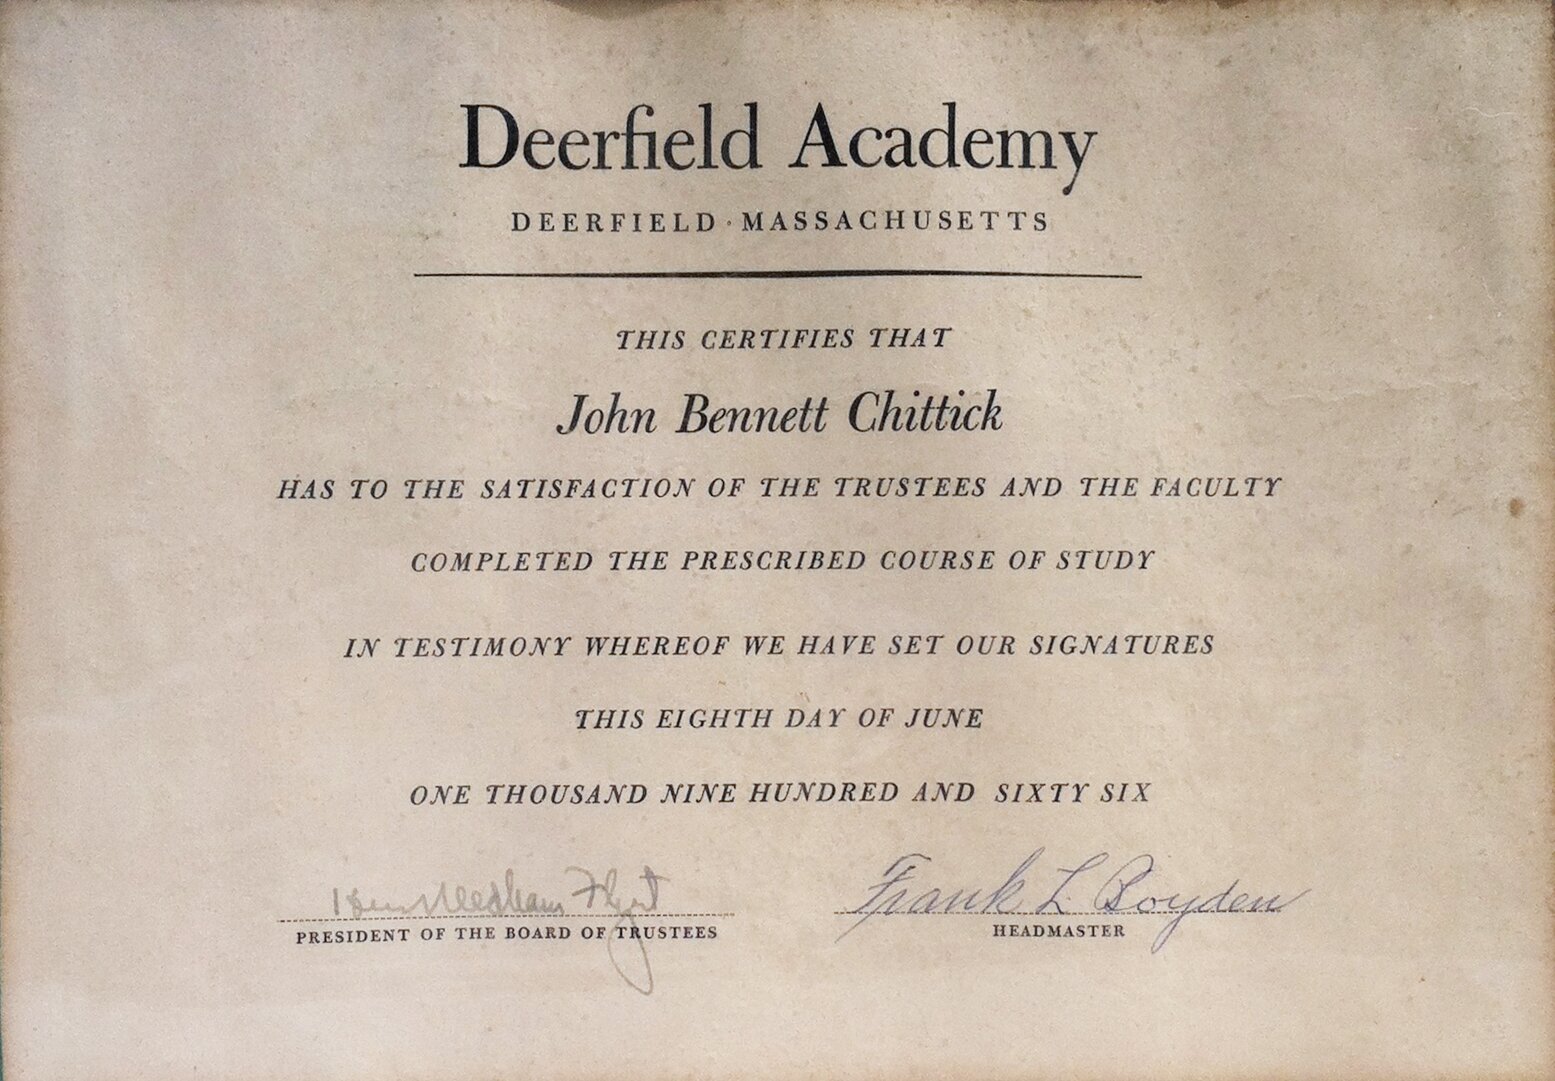 Deerfield Academy
DEERFIELD · MASSACHUSETTS
THIS CERTIFIES THAT
John Bennett Chittick
HAS TO THE SATISFACTION OF THE TRUSTEES AND THE FACULTY
COMPLETED THE PRESCRIBED COURSE OF STUDY
IN TESTIMONY WHEREOF WE HAVE SET OUR SIGNATURES
THIS EIGHTH DAY OF JUNE
ONE THOUSAND NINE HUNDRED AND SIXTY SIX
Needham Frank L Boyden
PRESIDENT OF THE BOARD OF TRUSTEES HEADMASTER